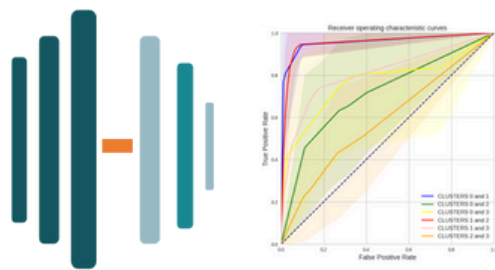 Receiver operating characteristic curves
True Positive Rate
1.0
0.8
0.6
0.4
0.2
0.0
0.0 0.2 0.4 0.6 0.8 1.0
False Positive Rate
CLUSTERS 0 and 1
CLUSTERS 0 and 2
CLUSTERS 0 and 3
CLUSTERS 1 and 2
CLUSTERS 1 and 3
CLUSTERS 2 and 3